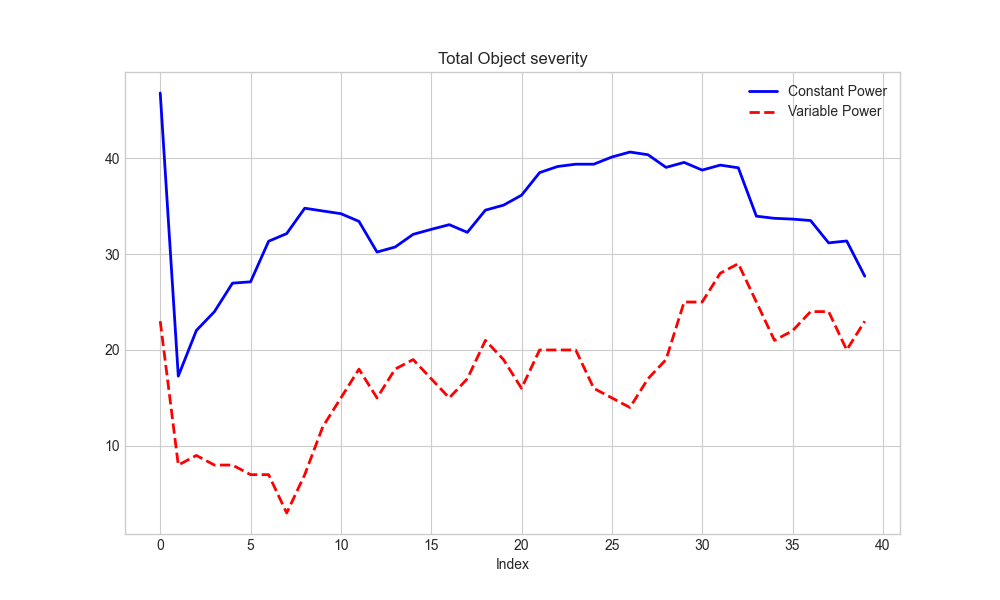 Total Object severity
Constant Power
Variable Power
40
30
20
10
0 5 10 15 20 25 30 35 40
Index